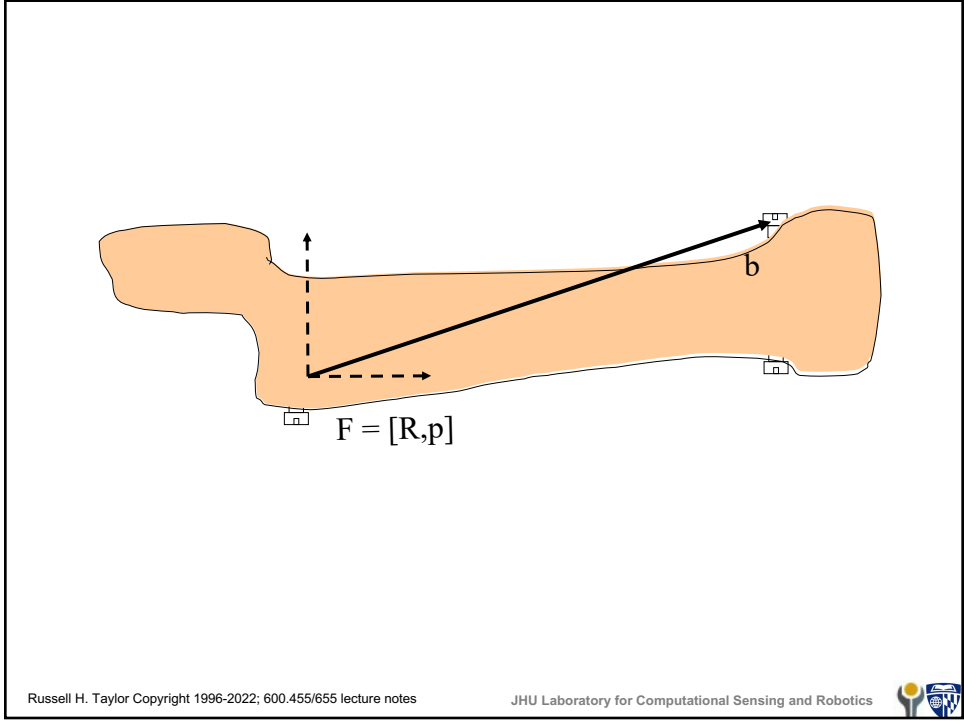 b
F = [R,p]
Russell H. Taylor Copyright 1996-2022; 600.455/655 lecture notes
JHU Laboratory for Computational Sensing and Robotics